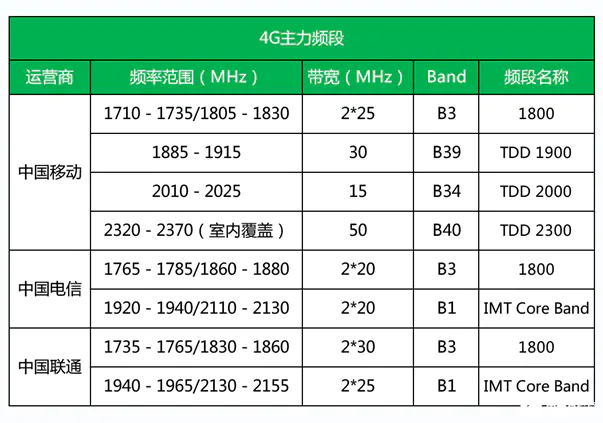 4G主力频段
运营商 频率范围（MHz） 带宽（MHz） Band 频段名称
中国移动 1710 - 1735/1805 - 1830 2*25 B3 1800
1885 - 1915 30 B39 TDD 1900
2010 - 2025 15 B34 TDD 2000
2320 - 2370（室内覆盖） 50 B40 TDD 2300
中国电信 1765 - 1785/1860 - 1880 2*20 B3 1800
1920 - 1940/2110 - 2130 2*20 B1 IMT Core Band
中国联通 1735 - 1765/1830 - 1860 2*30 B3 1800
1940 - 1965/2130 - 2155 2*25 B1 IMT Core Band